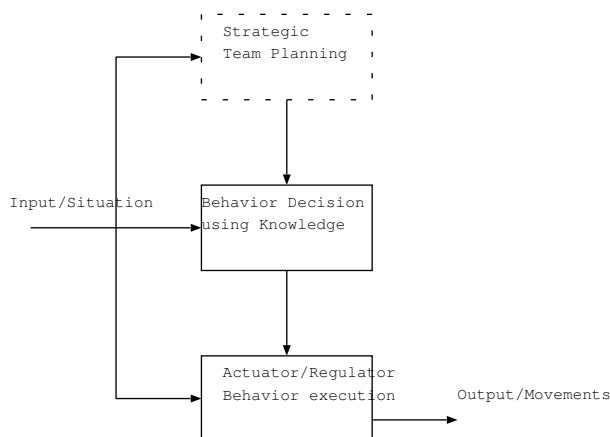 Strategic
Team Planning
Input/Situation
Behavior Decision
using Knowledge
Actuator/Regulator
Behavior execution
Output/Movements